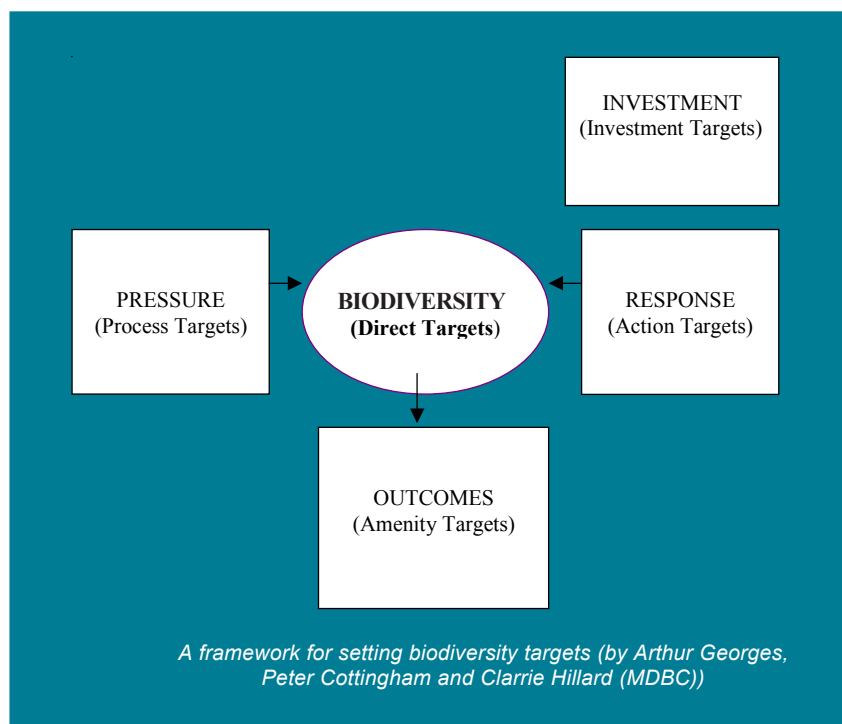 INVESTMENT
(Investment Targets)
PRESSURE
(Process Targets)
BIODIVERSITY
(Direct Targets)
RESPONSE
(Action Targets)
OUTCOMES
(Amenity Targets)
A framework for setting biodiversity targets (by Arthur Georges,
Peter Cottingham and Clarrie Hillard (MDBC))